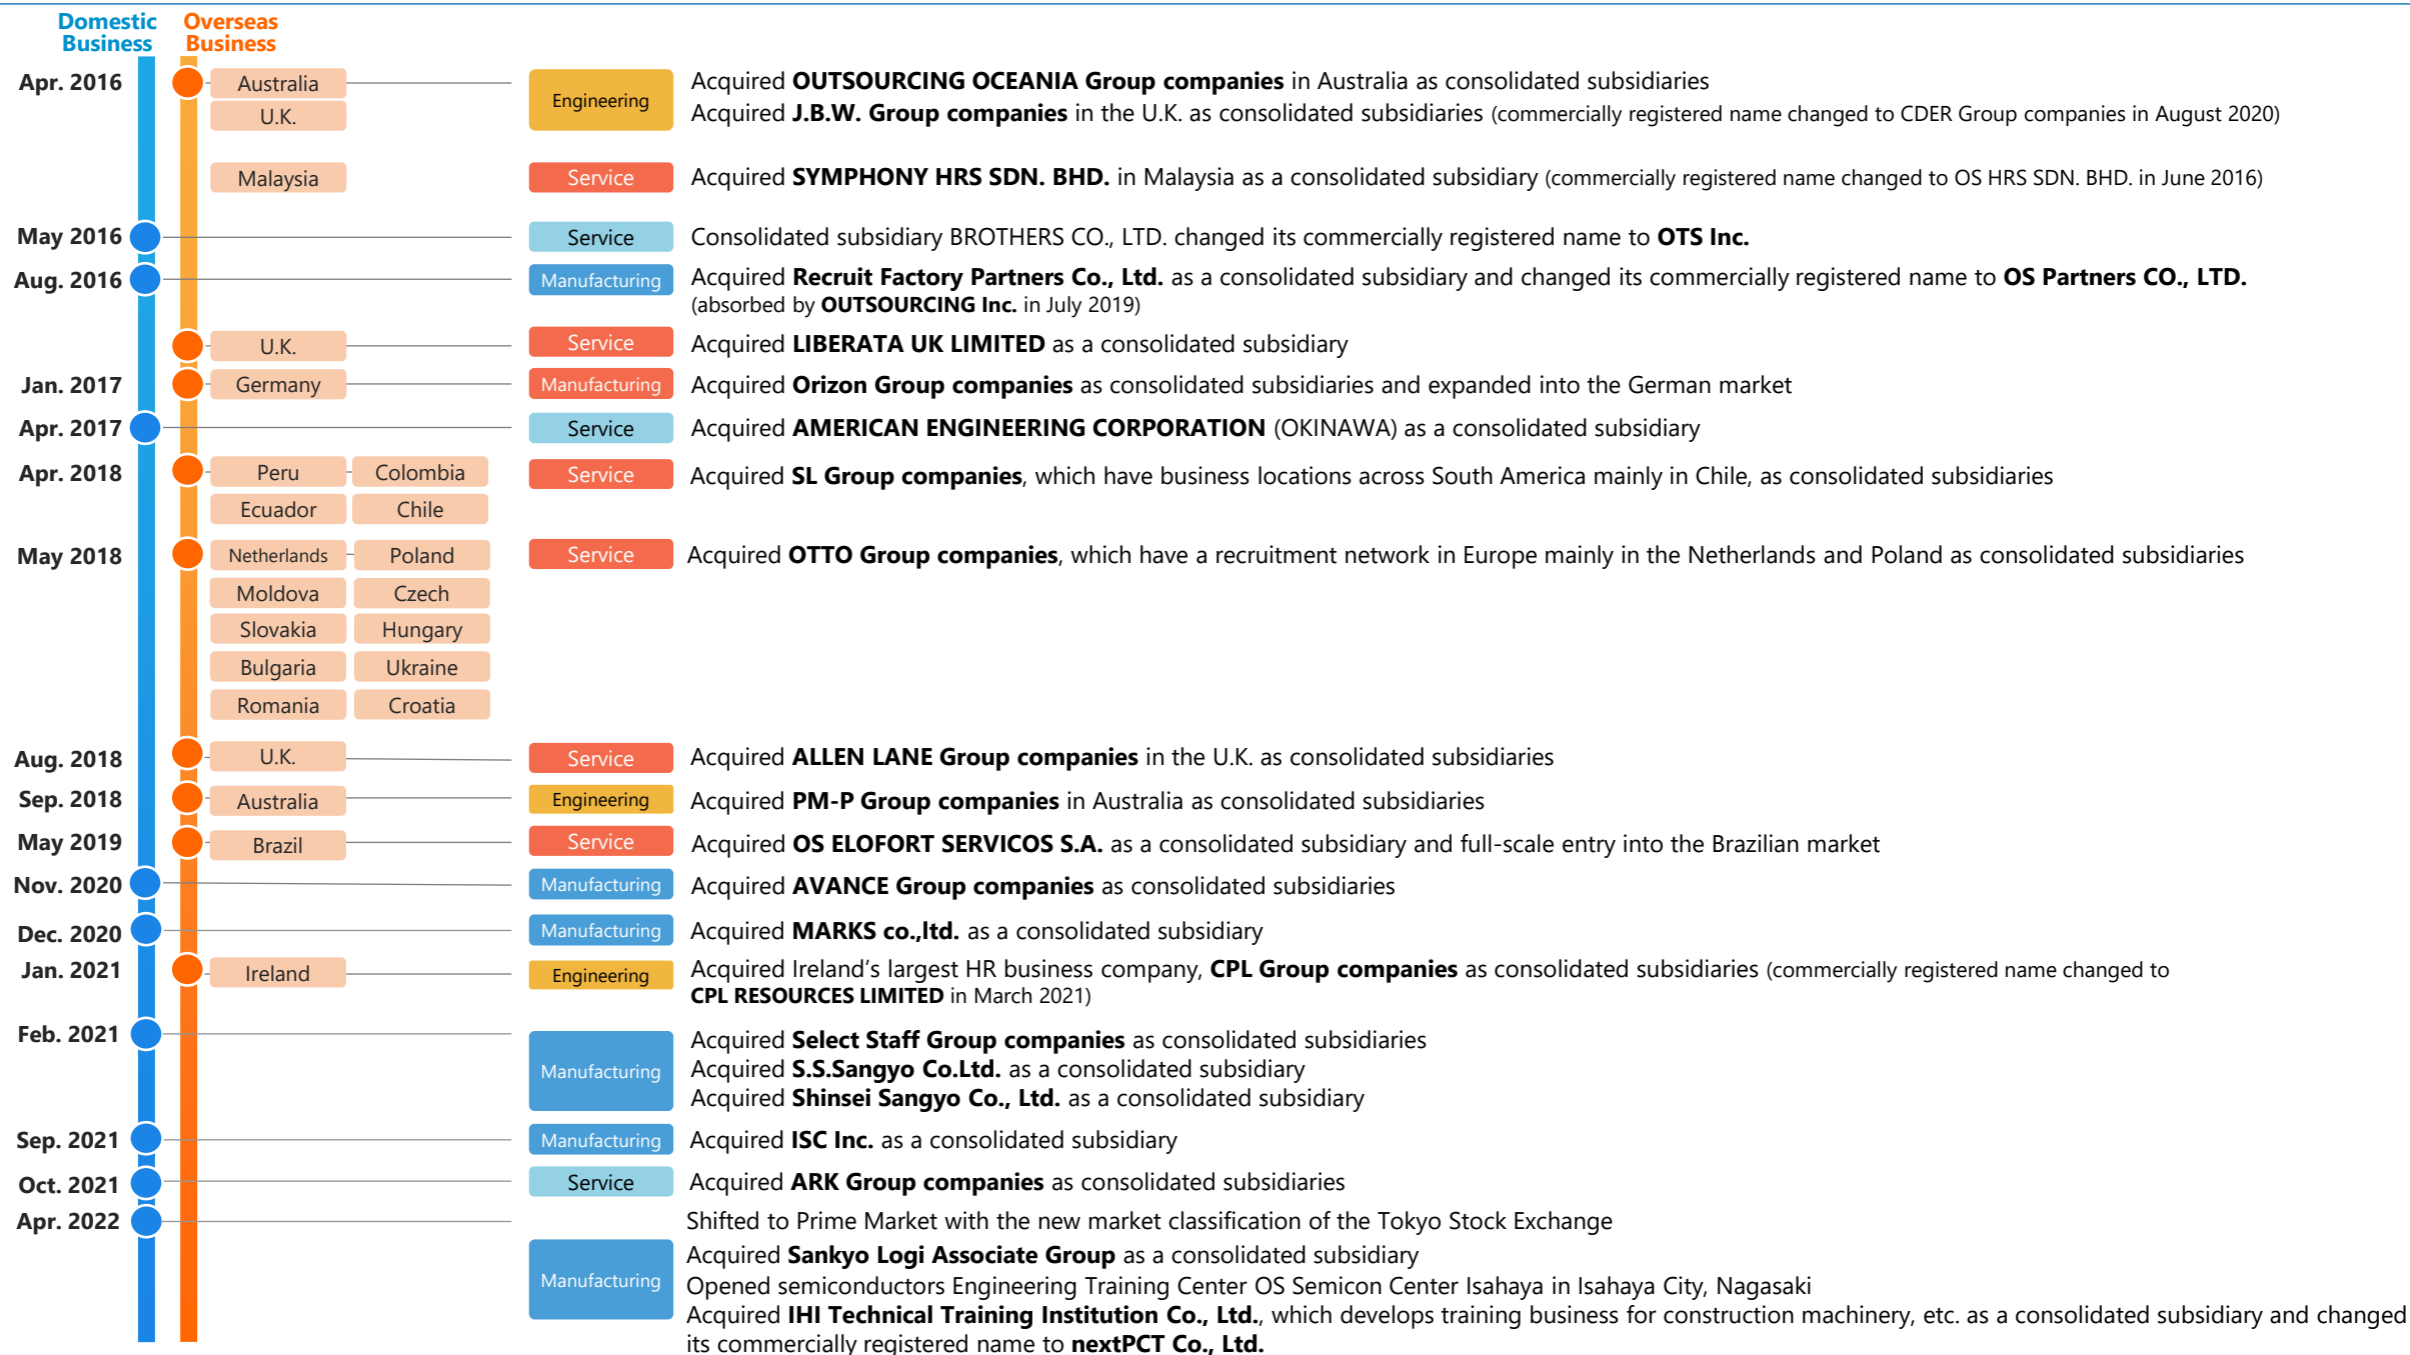 Domestic Business
Overseas Business
Apr. 2016
Australia
U.K.
Engineering
Acquired OUTSOURCING OCEANIA Group companies in Australia as consolidated subsidiaries
Acquired J.B.W. Group companies in the U.K. as consolidated subsidiaries (commercially registered name changed to CDER Group companies in August 2020)
Malaysia
Service
Acquired SYMPHONY HRS SDN. BHD. in Malaysia as a consolidated subsidiary (commercially registered name changed to OS HRS SDN. BHD. in June 2016)
May 2016
Service
Consolidated subsidiary BROTHERS CO., LTD. changed its commercially registered name to OTS Inc.
Aug. 2016
Manufacturing
Acquired Recruit Factory Partners Co., Ltd. as a consolidated subsidiary and changed its commercially registered name to OS Partners CO., LTD.
(absorbed by OUTSOURCING Inc. in July 2019)
U.K.
Service
Acquired LIBERATA UK LIMITED as a consolidated subsidiary
Jan. 2017
Germany
Manufacturing
Acquired Orizon Group companies as consolidated subsidiaries and expanded into the German market
Apr. 2017
Service
Acquired AMERICAN ENGINEERING CORPORATION (OKINAWA) as a consolidated subsidiary
Apr. 2018
Peru
Colombia
Ecuador
Chile
Service
Acquired SL Group companies, which have business locations across South America mainly in Chile, as consolidated subsidiaries
May 2018
Netherlands
Poland
Moldova
Czech
Slovakia
Hungary
Bulgaria
Ukraine
Romania
Croatia
Service
Acquired OTTO Group companies, which have a recruitment network in Europe mainly in the Netherlands and Poland as consolidated subsidiaries
Aug. 2018
U.K.
Service
Acquired ALLEN LANE Group companies in the U.K. as consolidated subsidiaries
Sep. 2018
Australia
Engineering
Acquired PM-P Group companies in Australia as consolidated subsidiaries
May 2019
Brazil
Service
Acquired OS ELOFORT SERVICOS S.A. as a consolidated subsidiary and full-scale entry into the Brazilian market
Nov. 2020
Manufacturing
Acquired AVANCE Group companies as consolidated subsidiaries
Dec. 2020
Manufacturing
Acquired MARKS co.,ltd. as a consolidated subsidiary
Jan. 2021
Ireland
Engineering
Acquired Ireland's largest HR business company, CPL Group companies as consolidated subsidiaries (commercially registered name changed to
CPL RESOURCES LIMITED in March 2021)
Feb. 2021
Manufacturing
Acquired Select Staff Group companies as consolidated subsidiaries
Acquired S.S.Sangyo Co.Ltd. as a consolidated subsidiary
Acquired Shinsei Sangyo Co., Ltd. as a consolidated subsidiary
Sep. 2021
Manufacturing
Acquired ISC Inc. as a consolidated subsidiary
Oct. 2021
Service
Acquired ARK Group companies as consolidated subsidiaries
Apr. 2022
Shifted to Prime Market with the new market classification of the Tokyo Stock Exchange
Manufacturing
Acquired Sankyo Logi Associate Group as a consolidated subsidiary
Opened semiconductors Engineering Training Center OS Semicon Center Isahaya in Isahaya City, Nagasaki
Acquired IHI Technical Training Institution Co., Ltd., which develops training business for construction machinery, etc. as a consolidated subsidiary and changed
its commercially registered name to nextPCT Co., Ltd.